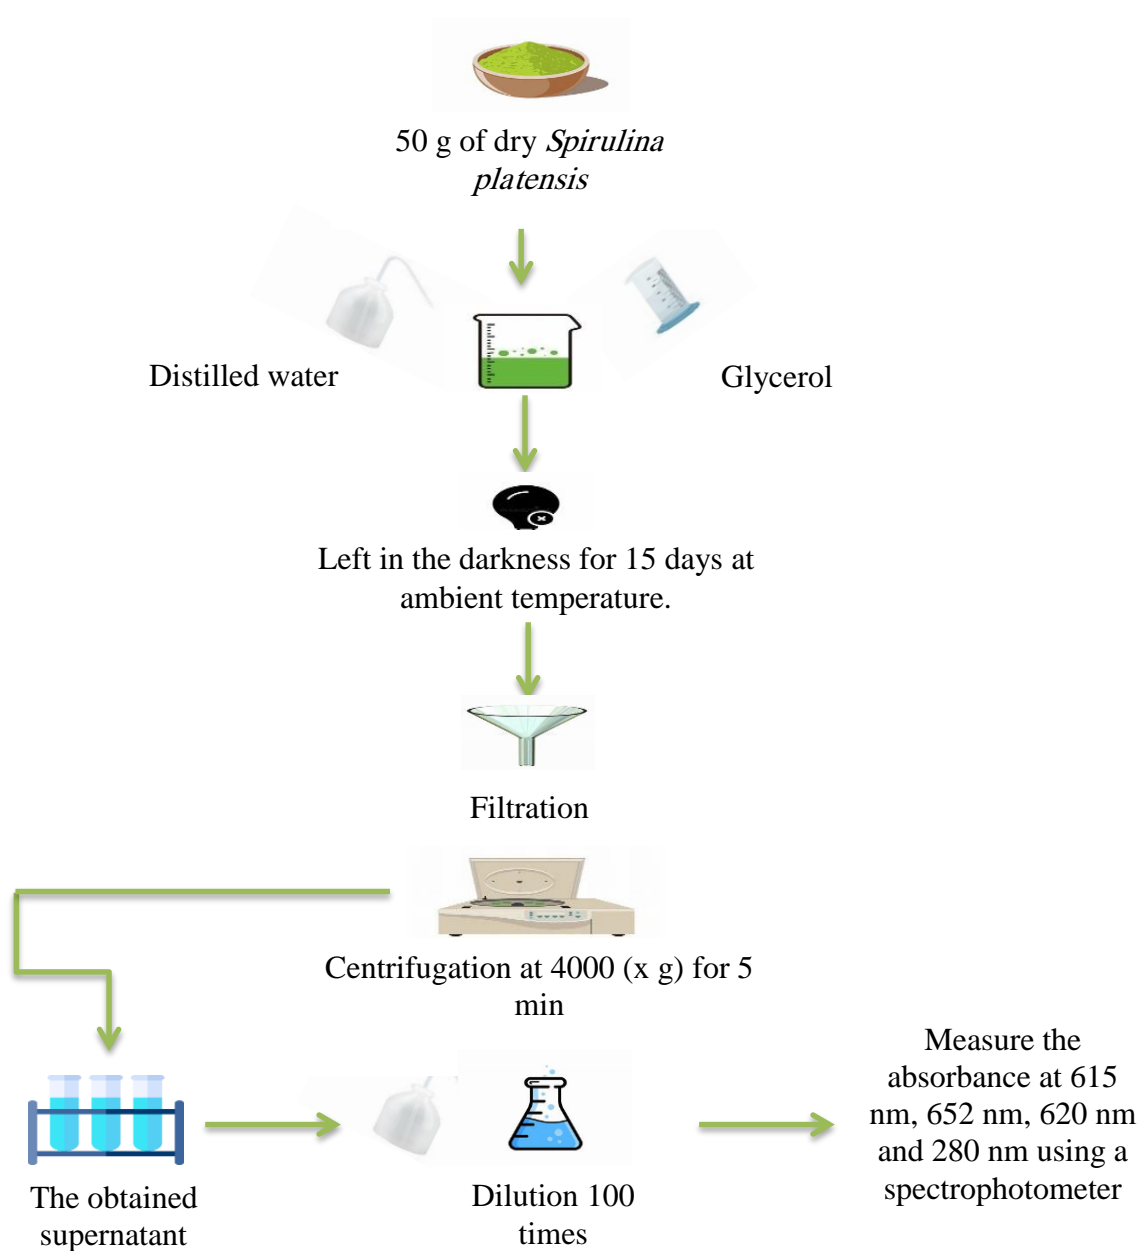 50 g of dry Spirulina
platensis
Distilled water
Glycerol
Left in the darkness for 15 days at
ambient temperature.
Filtration
Centrifugation at 4000 (x g) for 5
min
The obtained
supernatant
Dilution 100
times
Measure the
absorbance at 615
nm, 652 nm, 620 nm
and 280 nm using a
spectrophotometer